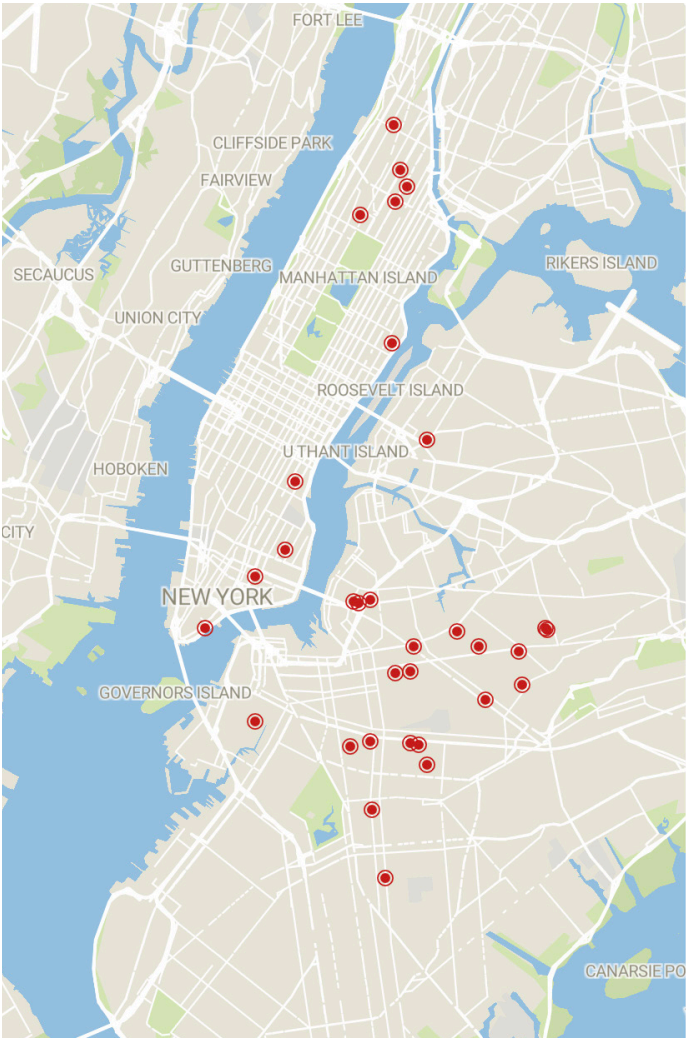 FORT LEE
CLIFFSIDE PARK
FAIRVIEW
RIKERS ISLAND
GUTTENBERG
SECAUCUS
MANHATTAN ISLAND
UNION CITY
ROOSEVELT ISLAND
U THANT ISLAND
HOBOKEN
CITY
NEW YORK
GOVERNORS ISLAND
CANARSIE PO